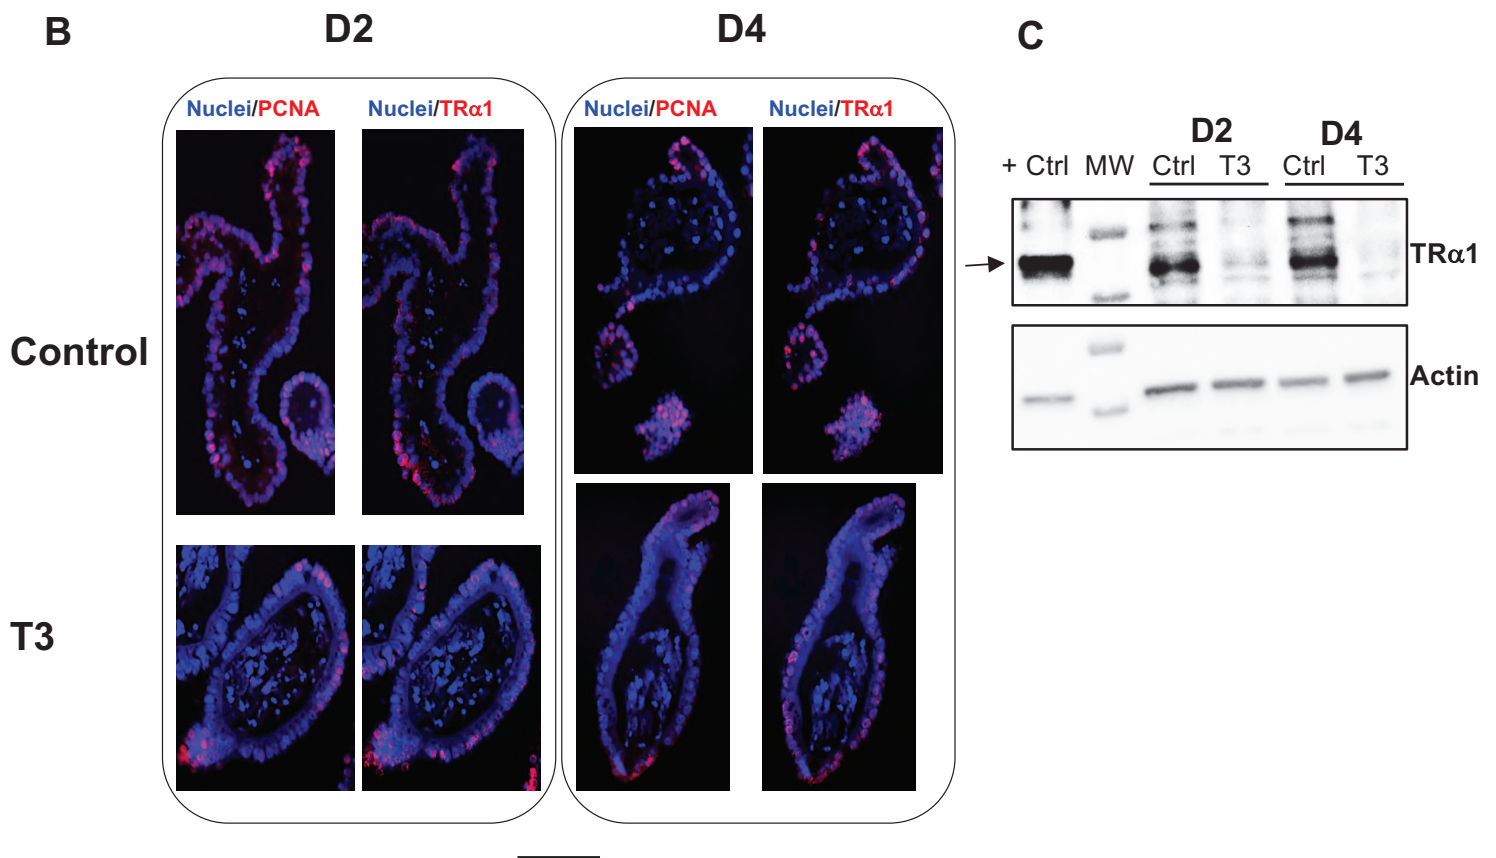 B
D2
D4
C
Nuclei/PCNA
Nuclei/TRα1
Nuclei/PCNA
Nuclei/TRα1
Control
T3
D2
D4
+ Ctrl MW Ctrl T3 Ctrl T3
TRα1
Actin